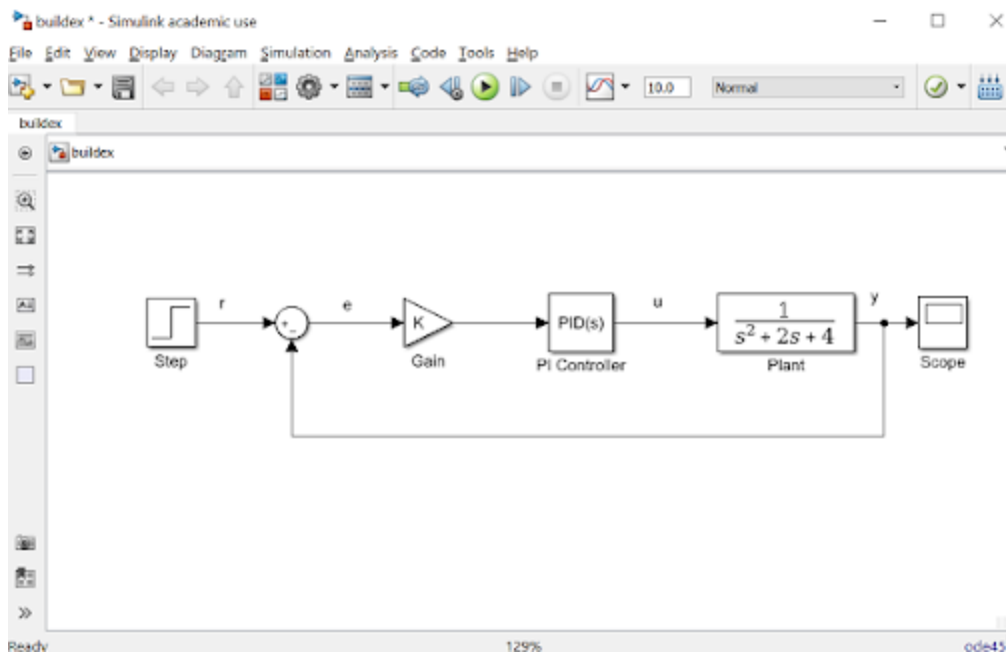 buildex * - Simulink academic use
File Edit View Display Diagram Simulation Analysis Code Tools Help
10.0 Normal
buildex
buildex
r e u y
+
-
K PID(s) 1
s² + 2s + 4
Step Gain PI Controller Plant Scope
Ready 129% ode45